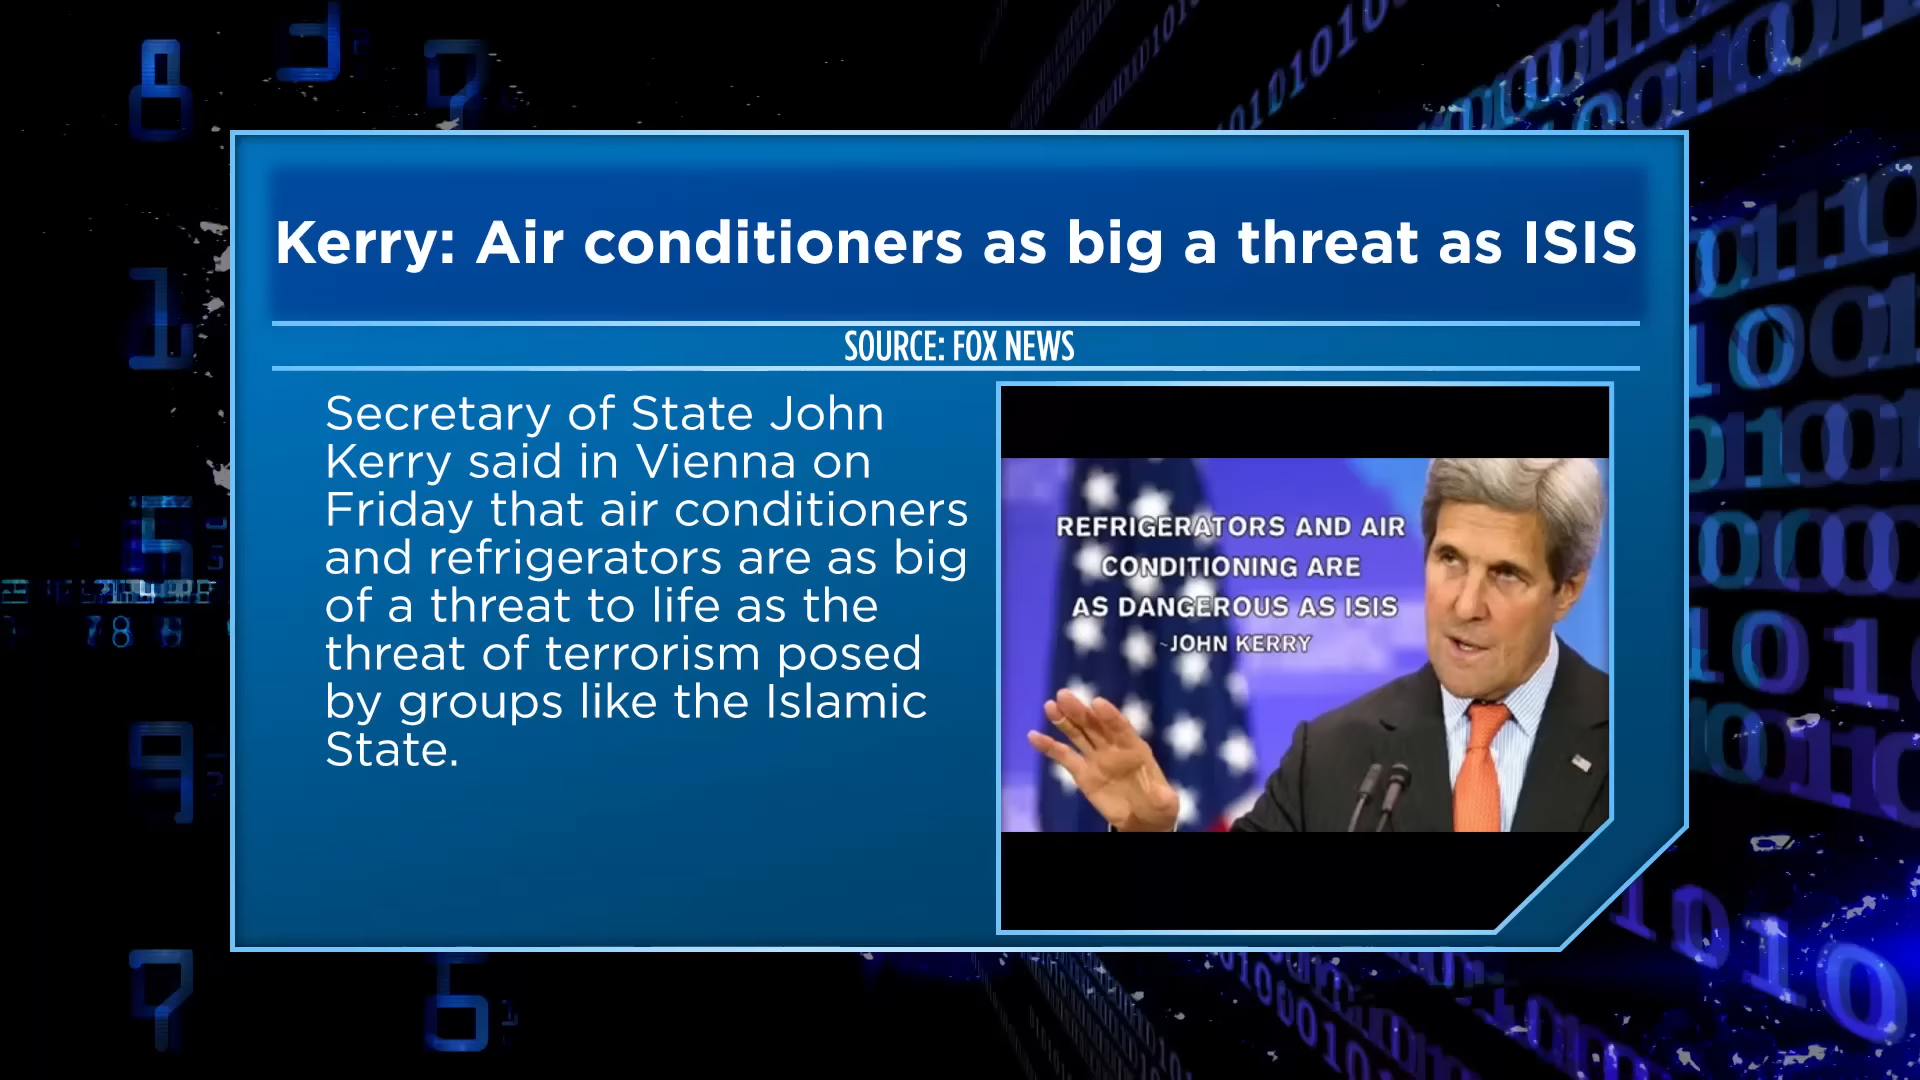 Kerry: Air conditioners as big a threat as ISIS
SOURCE: FOX NEWS
Secretary of State John
Kerry said in Vienna on
Friday that air conditioners
and refrigerators are as big
of a threat to life as the
threat of terrorism posed
by groups like the Islamic
State.
REFRIGERATORS AND AIR
CONDITIONING ARE
AS DANGEROUS AS ISIS
~JOHN KERRY